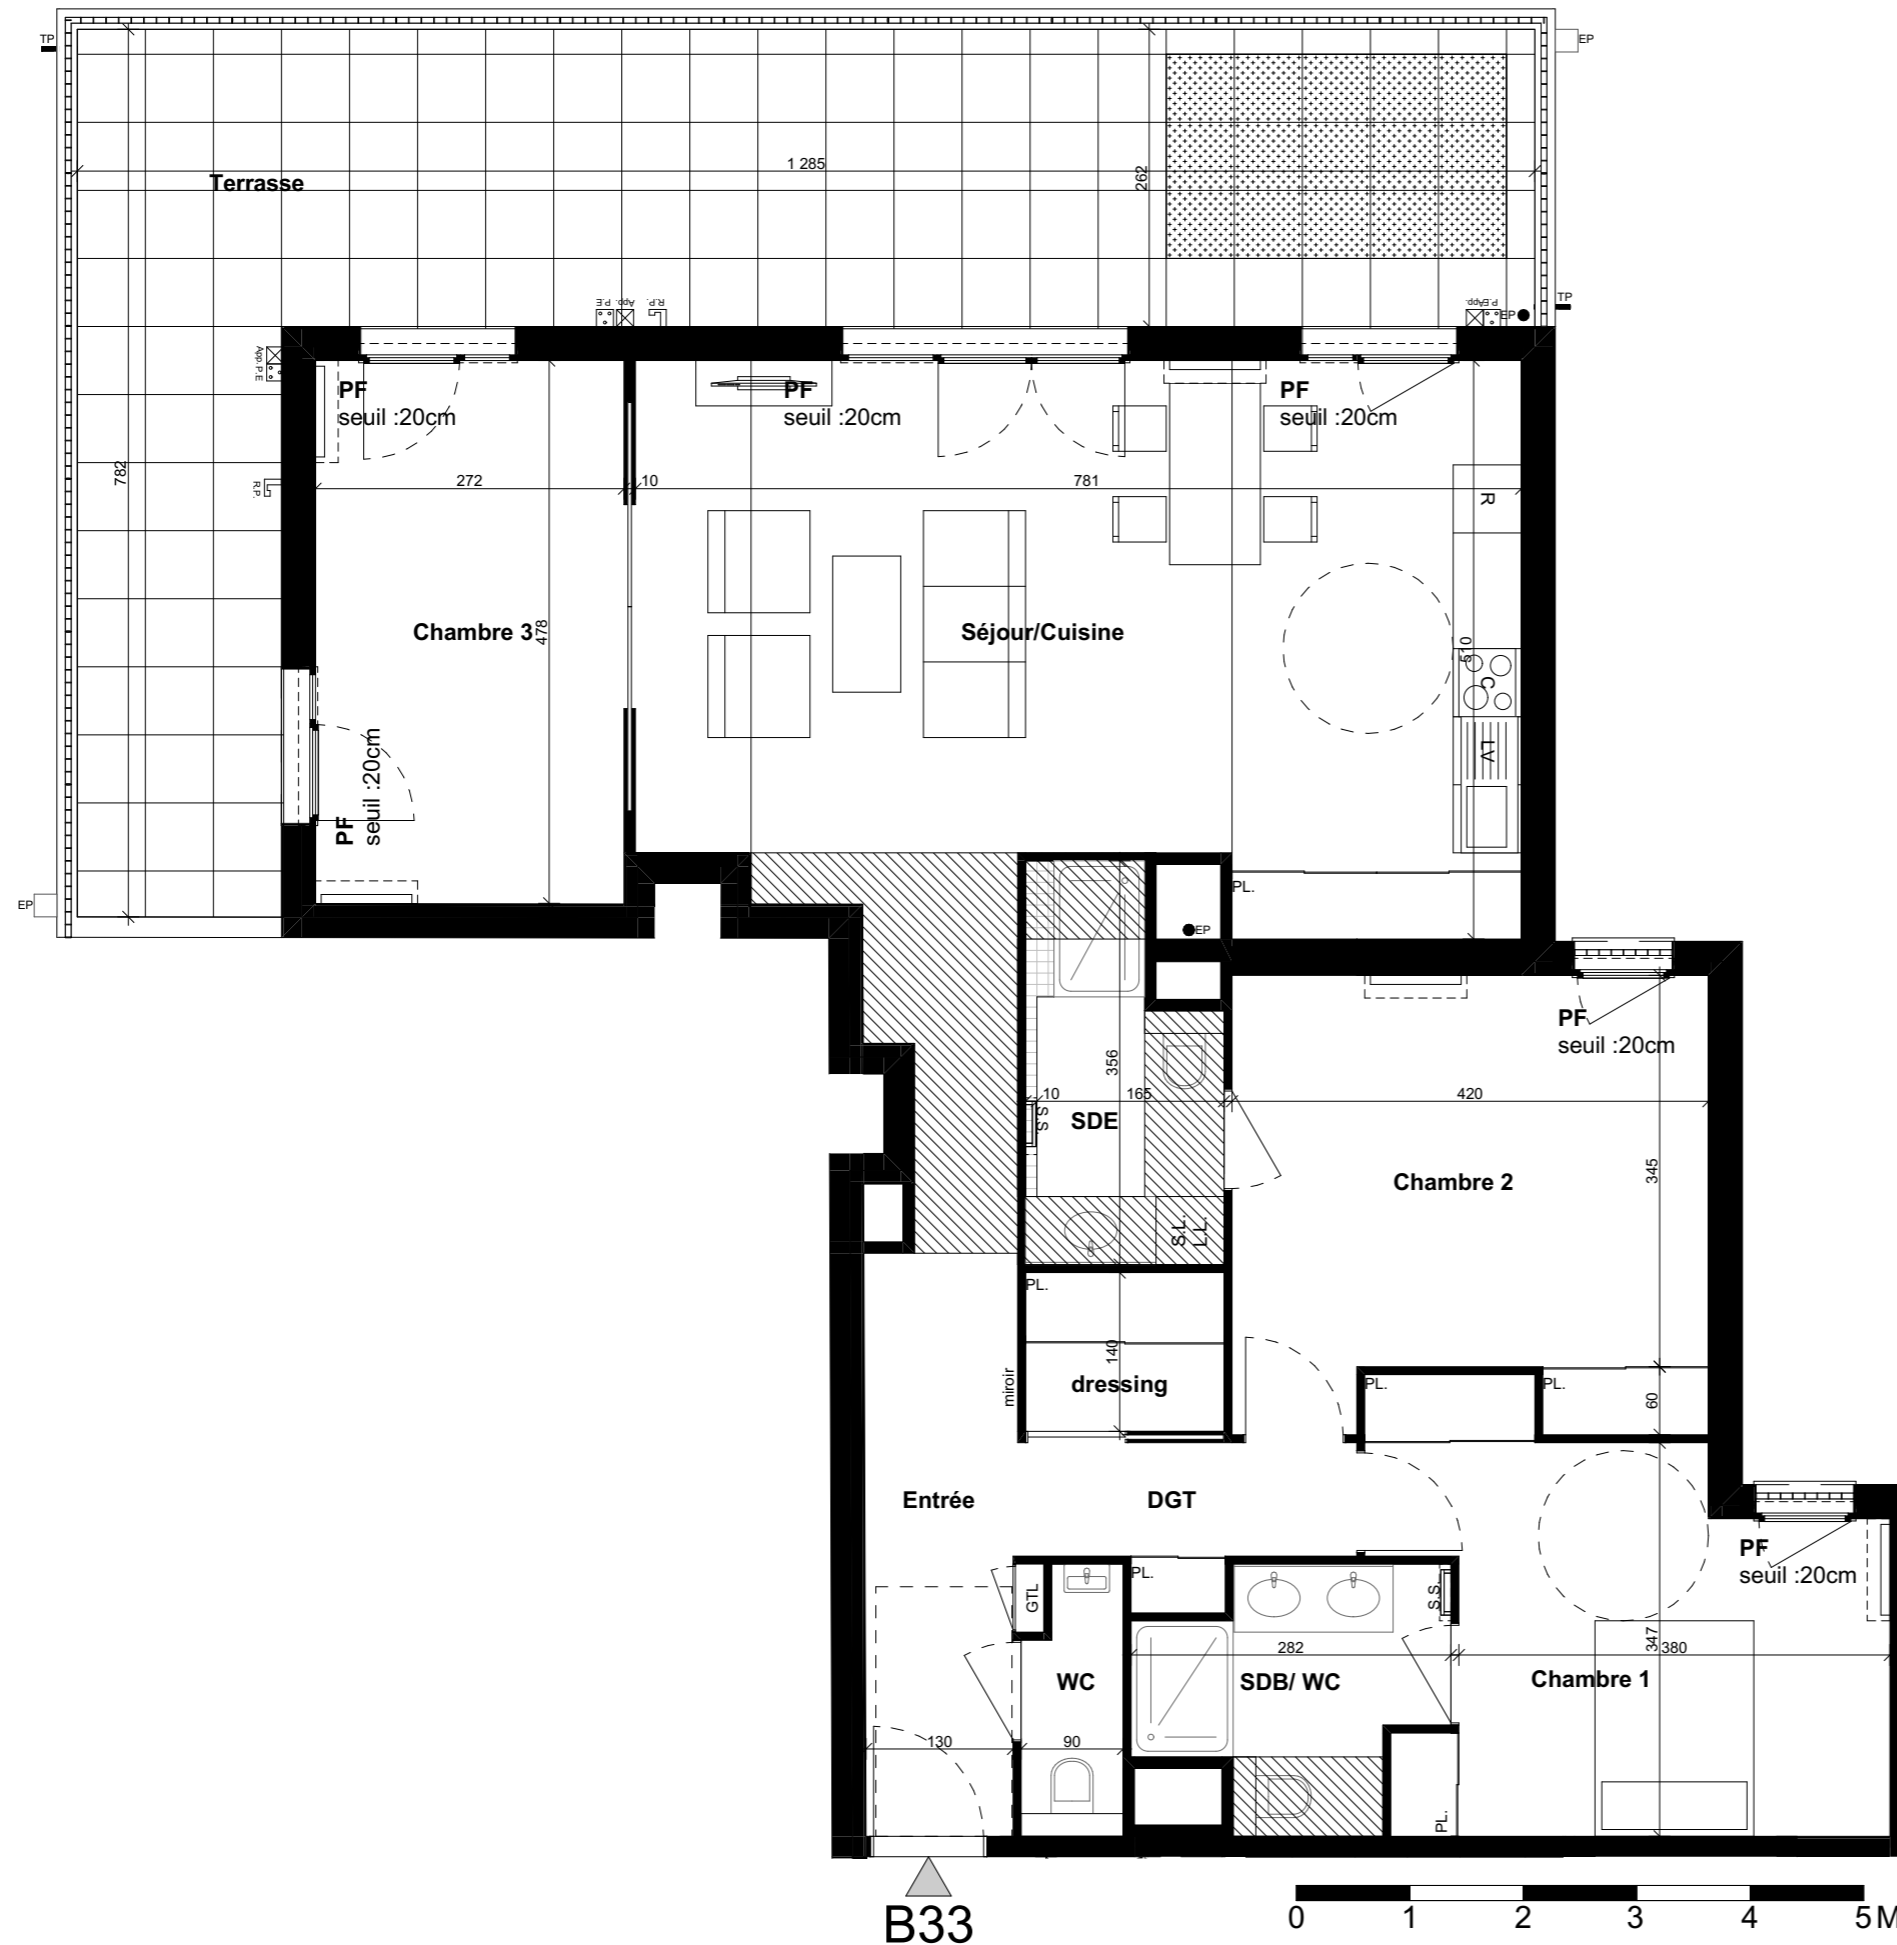 TP
EP
1 285
262
Terrasse
App. P.E
R.P.
App. P.E
EP
TP
App. P.E
PF
seuil :20cm
PF
seuil :20cm
PF
seuil :20cm
782
R.P.
272
10
781
R
Chambre 3
478
Séjour/Cuisine
510
C
LV
PF
seuil :20cm
PL.
EP
EP
PF
seuil :20cm
356
10
165
420
S.S.
SDE
345
Chambre 2
S.L.
L.L.
PL.
140
miroir
dressing
PL.
PL.
60
Entrée
DGT
PF
seuil :20cm
PL.
GTL
S.S.
282
347
380
WC
SDB/ WC
Chambre 1
130
90
PL.
B33
0 1 2 3 4 5 M